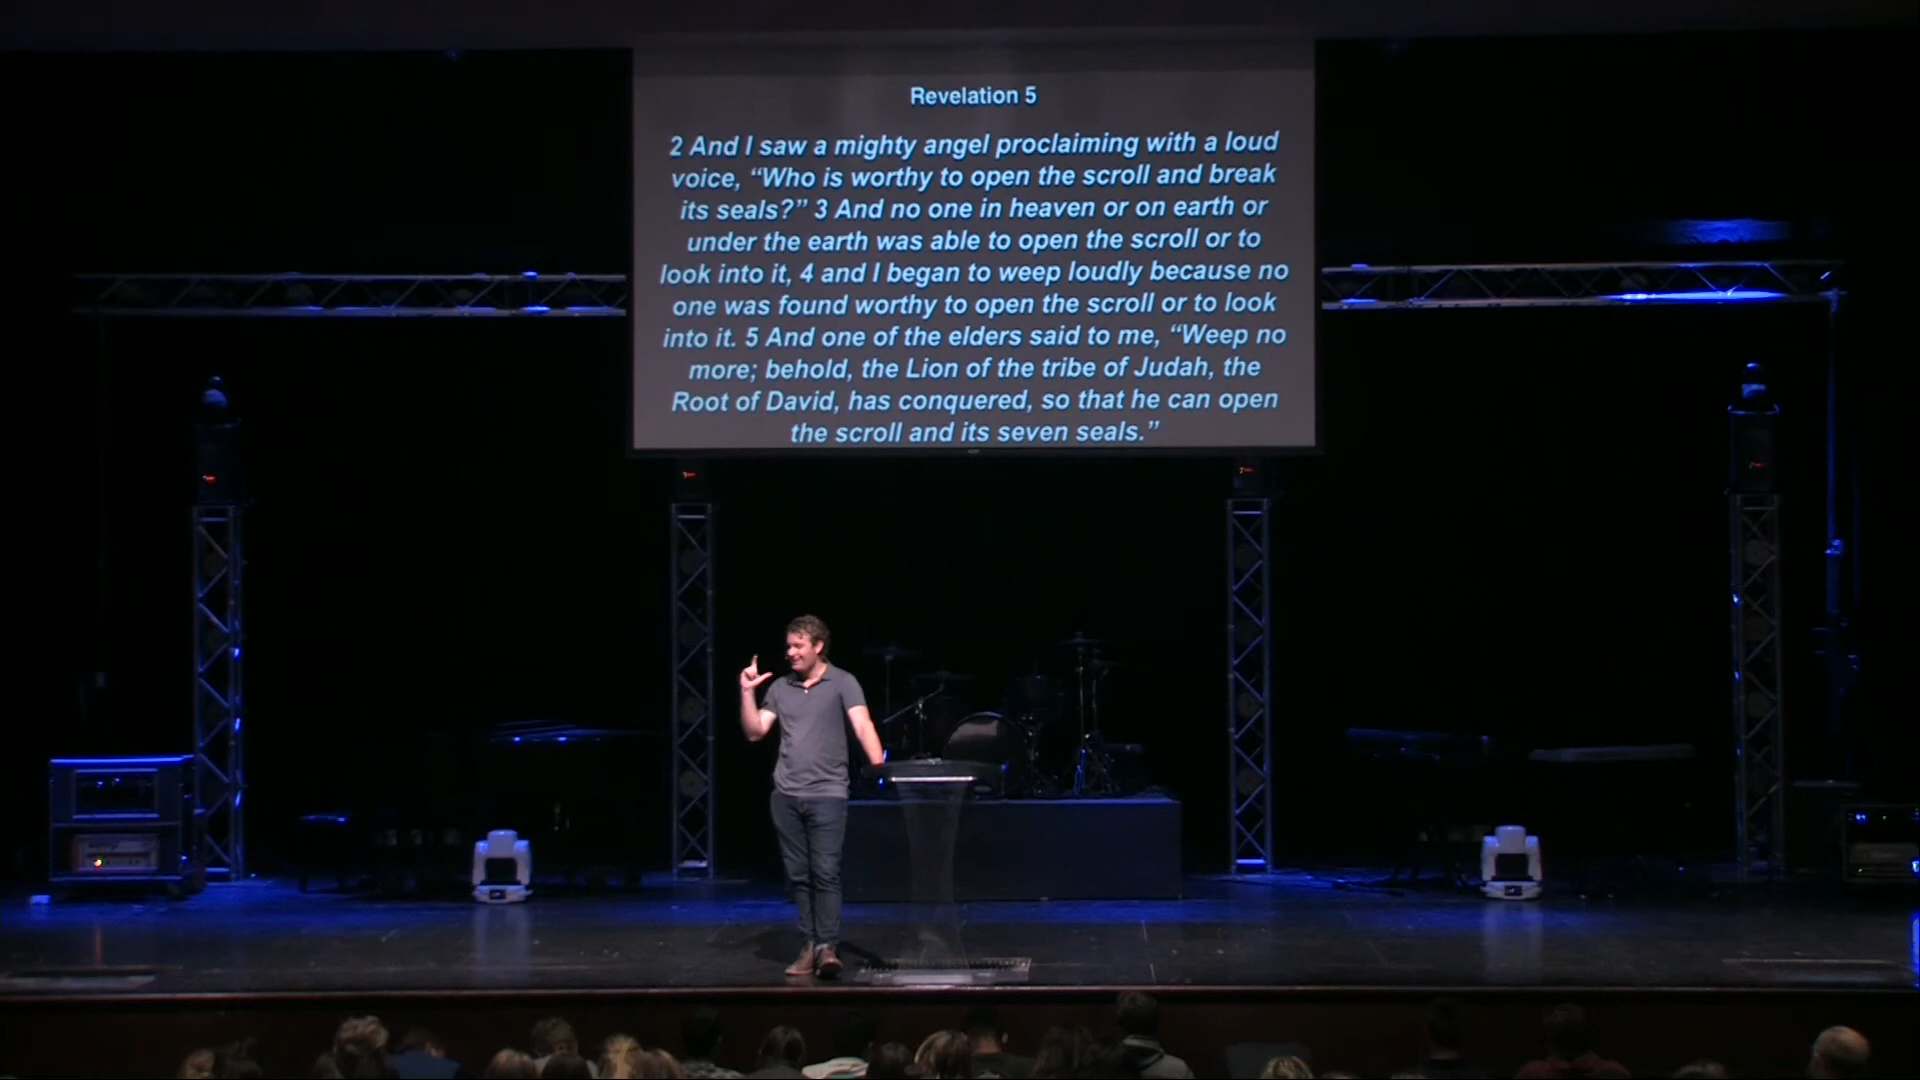 Revelation 5
2 And I saw a mighty angel proclaiming with a loud
voice, “Who is worthy to open the scroll and break
its seals?” 3 And no one in heaven or on earth or
under the earth was able to open the scroll or to
look into it, 4 and I began to weep loudly because no
one was found worthy to open the scroll or to look
into it. 5 And one of the elders said to me, “Weep no
more; behold, the Lion of the tribe of Judah, the
Root of David, has conquered, so that he can open
the scroll and its seven seals.”